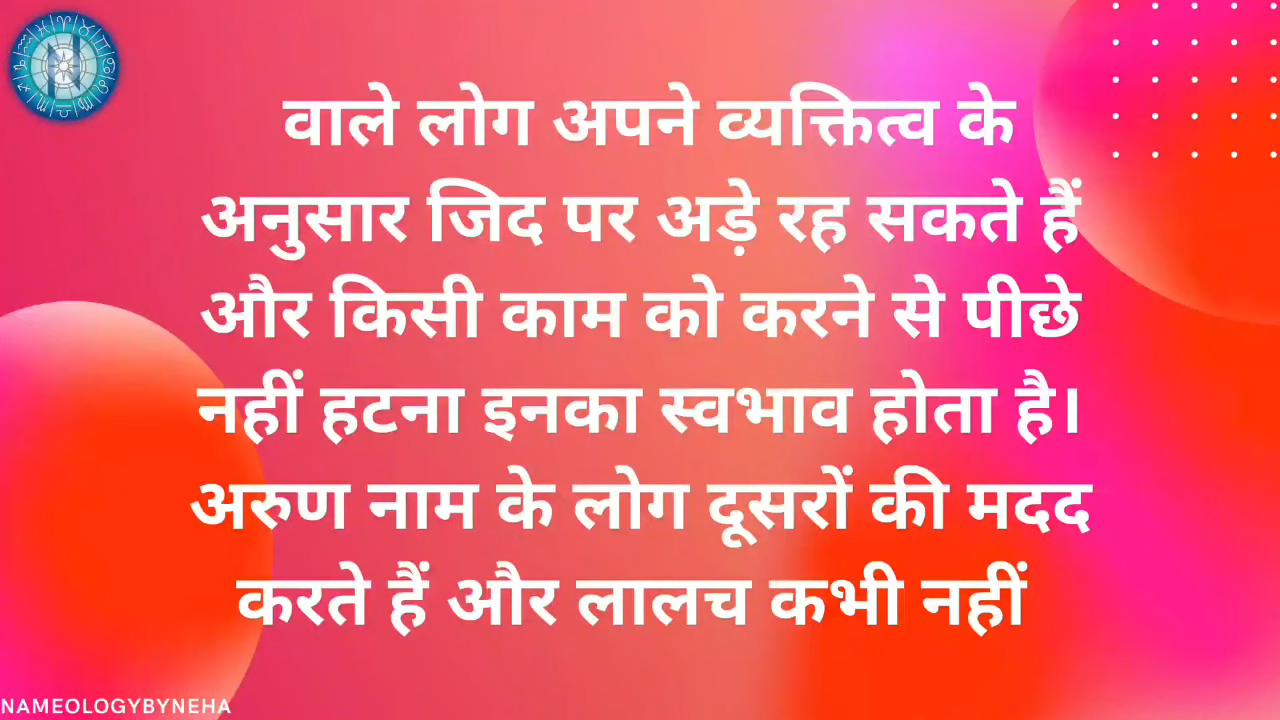 वाले लोग अपने व्यक्तित्व के
अनुसार जिद पर अड़े रह सकते हैं
और किसी काम को करने से पीछे
नहीं हटना इनका स्वभाव होता है।
अरुण नाम के लोग दूसरों की मदद
करते हैं और लालच कभी नहीं
NAMEOLOGYBYNEHA